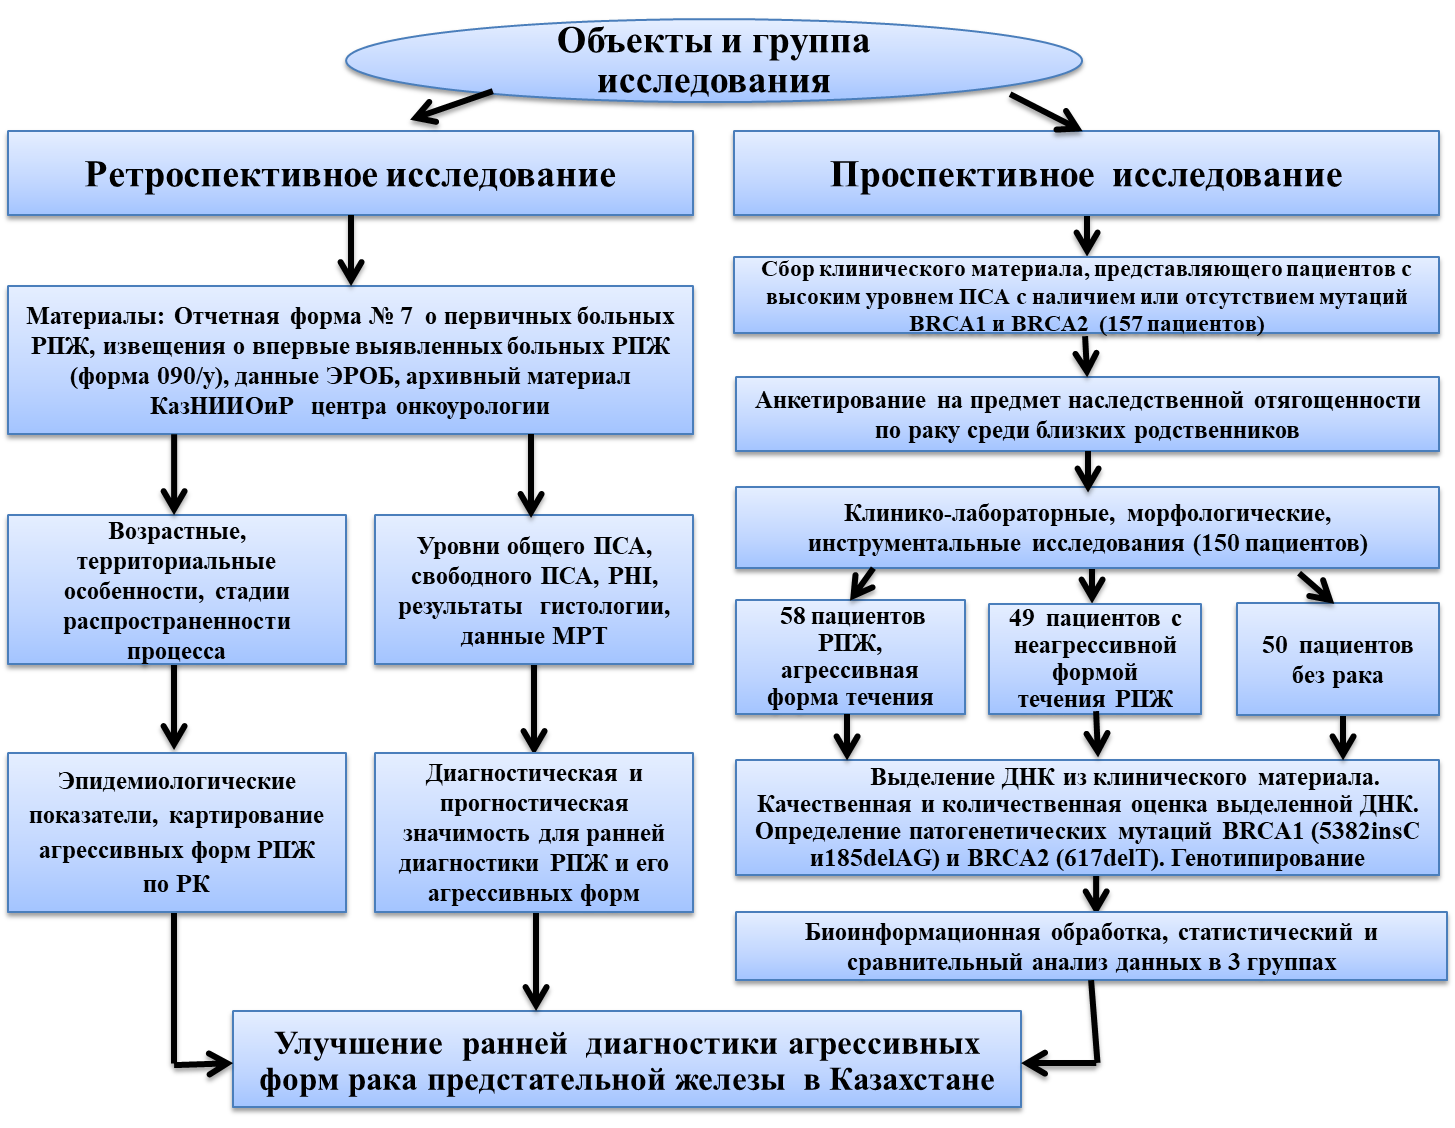 Объекты и группа
исследования
Ретроспективное исследование
Материалы: Отчетная форма № 7 о первичных больных
РПЖ, извещения о впервые выявленных больных РПЖ
(форма 090/у), данные ЭРОБ, архивный материал
КазНИИОиР центра онкоурологии
Возрастные,
территориальные
особенности, стадии
распространенности
процесса
Уровни общего ПСА,
свободного ПСА, PHI,
результаты гистологии,
данные МРТ
Эпидемиологические
показатели, картирование
агрессивных форм РПЖ
по РК
Диагностическая и
прогностическая
значимость для ранней
диагностики РПЖ и его
агрессивных форм
Проспективное исследование
Сбор клинического материала, представляющего пациентов с
высоким уровнем ПСА с наличием или отсутствием мутаций
BRCA1 и BRCA2 (157 пациентов)
Анкетирование на предмет наследственной отягощенности
по раку среди близких родственников
Клинико-лабораторные, морфологические,
инструментальные исследования (150 пациентов)
58 пациентов
РПЖ,
агрессивная
форма течения
49 пациентов с
неагрессивной
формой
течения РПЖ
50 пациентов
без рака
Выделение ДНК из клинического материала.
Качественная и количественная оценка выделенной ДНК.
Определение патогенетических мутаций BRCA1 (5382insC
и185delAG) и BRCA2 (617delT). Генотипирование
Биоинформационная обработка, статистический и
сравнительный анализ данных в 3 группах
Улучшение ранней диагностики агрессивных
форм рака предстательной железы в Казахстане